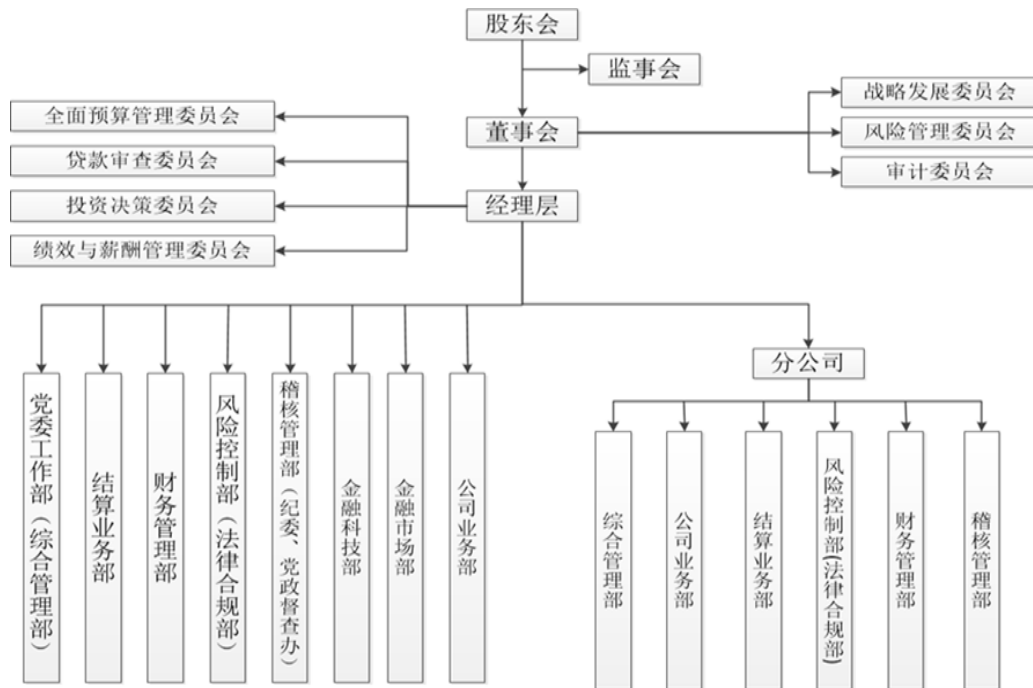 股东会
监事会
董事会
战略发展委员会
风险管理委员会
审计委员会
全面预算管理委员会
贷款审查委员会
投资决策委员会
绩效与薪酬管理委员会
经理层
分公司
党委工作部（综合管理部）
结算业务部
财务管理部
风险控制部（法律合规部）
稽核管理部（纪委、党政督查办）
金融科技部
金融市场部
公司业务部
综合管理部
公司业务部
结算业务部
风险控制部(法律合规部)
财务管理部
稽核管理部